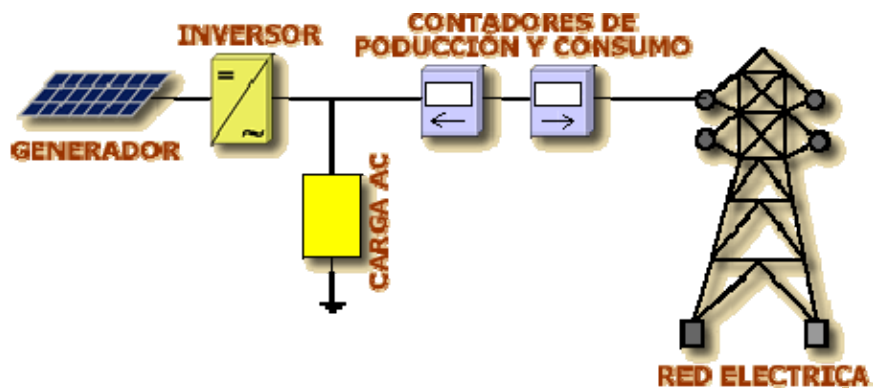 INVERSOR
CONTADORES DE
PODUCCIÓN Y CONSUMO
GENERADOR
CARGA AC
RED ELECTRICA